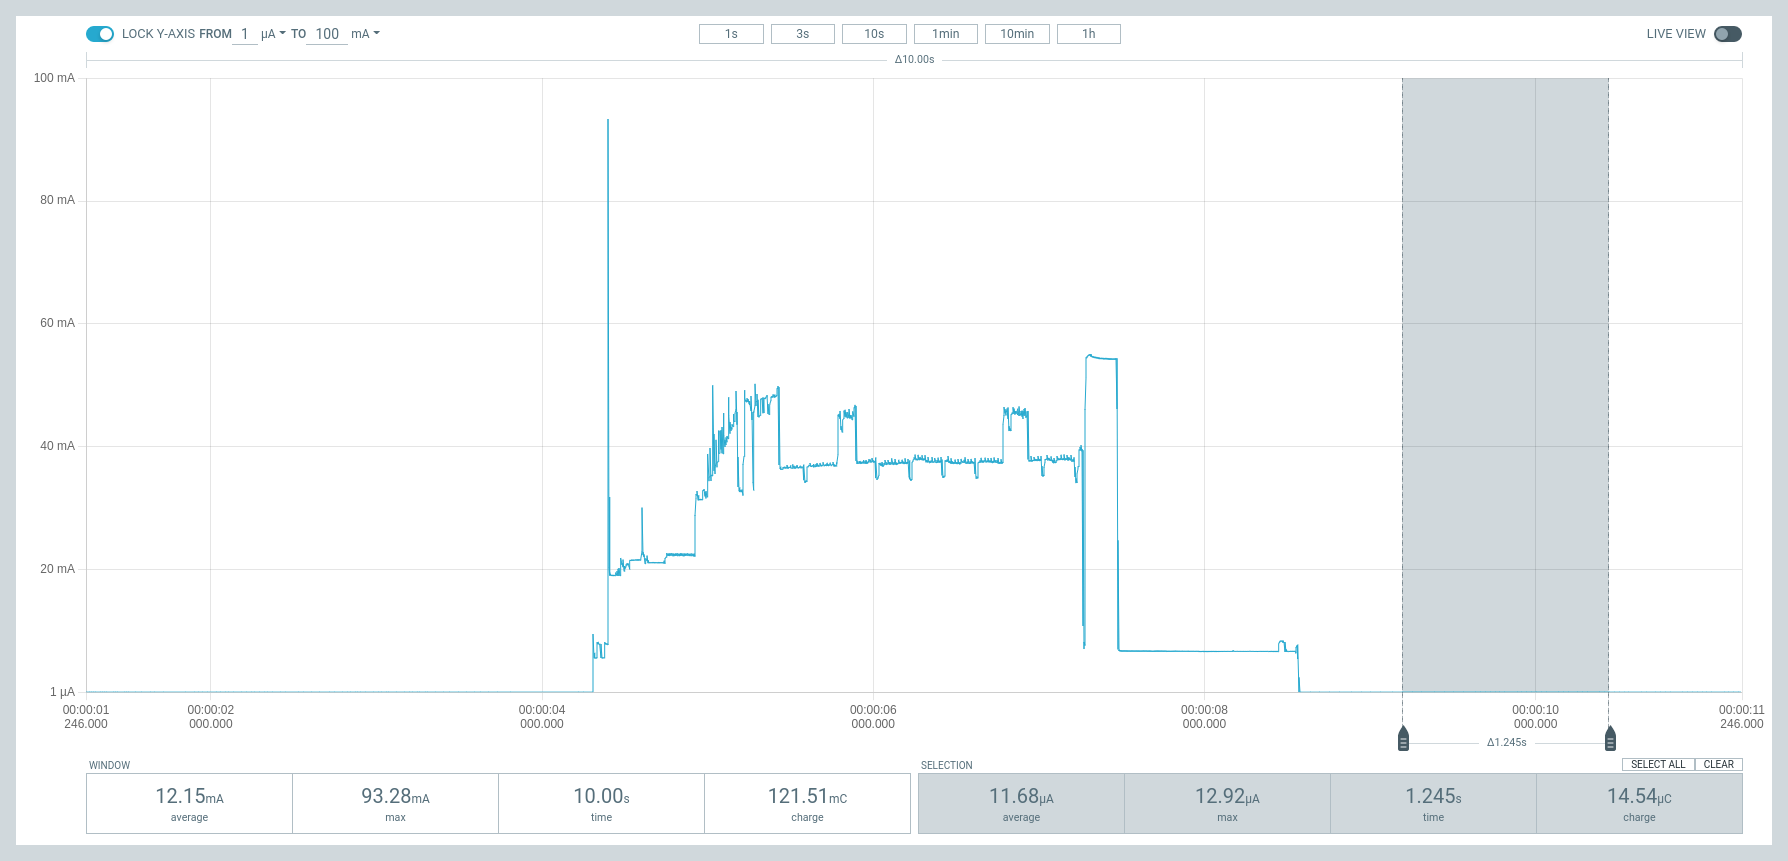 LOCK Y-AXIS FROM 1 µA TO 100 mA
1s 3s 10s 1min 10min 1h
LIVE VIEW
Δ10.00s
100 mA
80 mA
60 mA
40 mA
20 mA
1 µA
00:00:01 00:00:02 00:00:04 00:00:06 00:00:08 00:00:10 00:00:11
246.000 000.000 000.000 000.000 000.000 000.000 246.000
Δ1.245s
WINDOW
12.15mA 93.28mA 10.00s 121.51mC
average max time charge
SELECTION
SELECT ALL CLEAR
11.68µA 12.92µA 1.245s 14.54µC
average max time charge